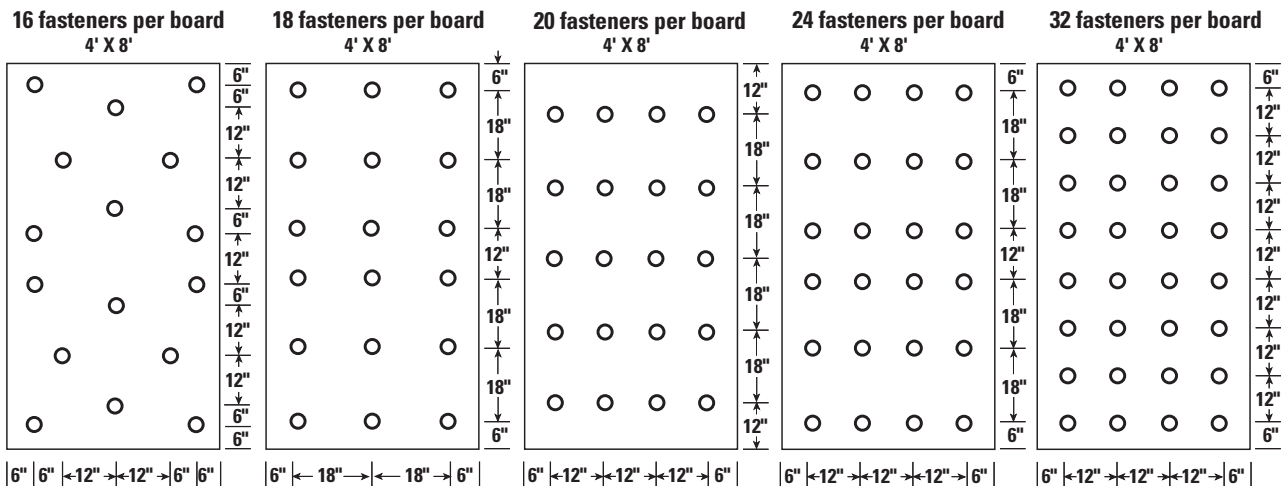 16 fasteners per board
4' X 8'
6"
6"
12"
12"
6"
12"
6"
12"
12"
6"
6"
6" 6" 12" 12" 6" 6"
18 fasteners per board
4' X 8'
6"
18"
18"
12"
18"
18"
6"
6" 18" 18" 6"
20 fasteners per board
4' X 8'
12"
18"
18"
18"
18"
12"
6" 12" 12" 12" 6"
24 fasteners per board
4' X 8'
6"
18"
18"
12"
18"
18"
6"
6" 12" 12" 12" 6"
32 fasteners per board
4' X 8'
6"
12"
12"
12"
12"
12"
12"
12"
6"
6" 12" 12" 12" 6"